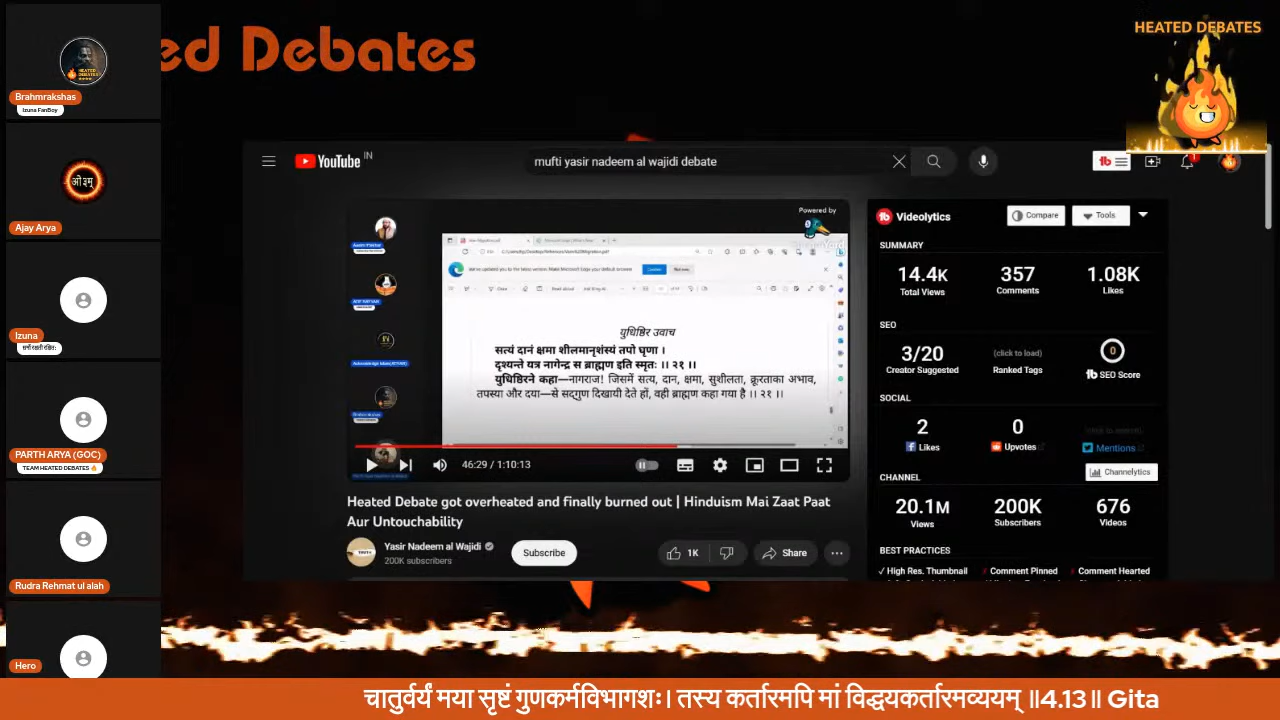 ed Debates
HEATED DEBATES
HEATED DEBATES
Brahmrakshas
Izuna FanBoy
ओ३म्
Ajay Arya
Izuna
PARTH ARYA (GOC)
TEAM HEATED DEBATES 🔥
Rudra Rehmat ul alah
Hero
YouTube IN
mufti yasir nadeem al wajidi debate
Powered by
युधिष्ठिर उवाच
सत्यं दानं क्षमा शीलमानृशंस्यं तपो घृणा ।
दृश्यन्ते यत्र नागेन्द्र स ब्राह्मण इति स्मृतः ।। २१ ।।
युधिष्ठिरने कहा—नागराज! जिसमें सत्य, दान, क्षमा, सुशीलता, क्रूरताका अभाव,
तपस्या और दया—से सद्‌गुण दिखायी देते हों, वही ब्राह्मण कहा गया है ।। २१ ।।
46:29 / 1:10:13
Heated Debate got overheated and finally burned out | Hinduism Mai Zaat Paat
Aur Untouchability
Yasir Nadeem al Wajidi
200K subscribers
Subscribe
1K
Share
Videolytics
Compare
Tools
SUMMARY
14.4K 357 1.08K
Total Views Comments Likes
SEO
3/20 (click to load) 0
Creator Suggested Ranked Tags SEO Score
SOCIAL
2 0
Likes Upvotes Mentions
CHANNEL
Channelytics
20.1M 200K 676
Views Subscribers Videos
BEST PRACTICES
✓ High Res. Thumbnail Comment Pinned Comment Hearted
चातुर्वर्यं मया सृष्टं गुणकर्मविभागशः। तस्य कर्तारमपि मां विद्ध्यकर्तारमव्ययम् ॥4.13॥ Gita